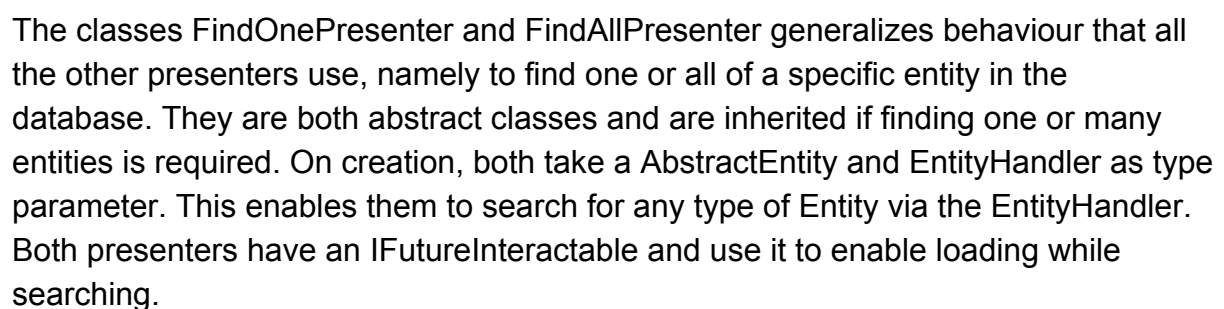 The classes FindOnePresenter and FindAllPresenter generalizes behaviour that all
the other presenters use, namely to find one or all of a specific entity in the
database. They are both abstract classes and are inherited if finding one or many
entities is required. On creation, both take a AbstractEntity and EntityHandler as type
parameter. This enables them to search for any type of Entity via the EntityHandler.
Both presenters have an IFutureInteractable and use it to enable loading while
searching.